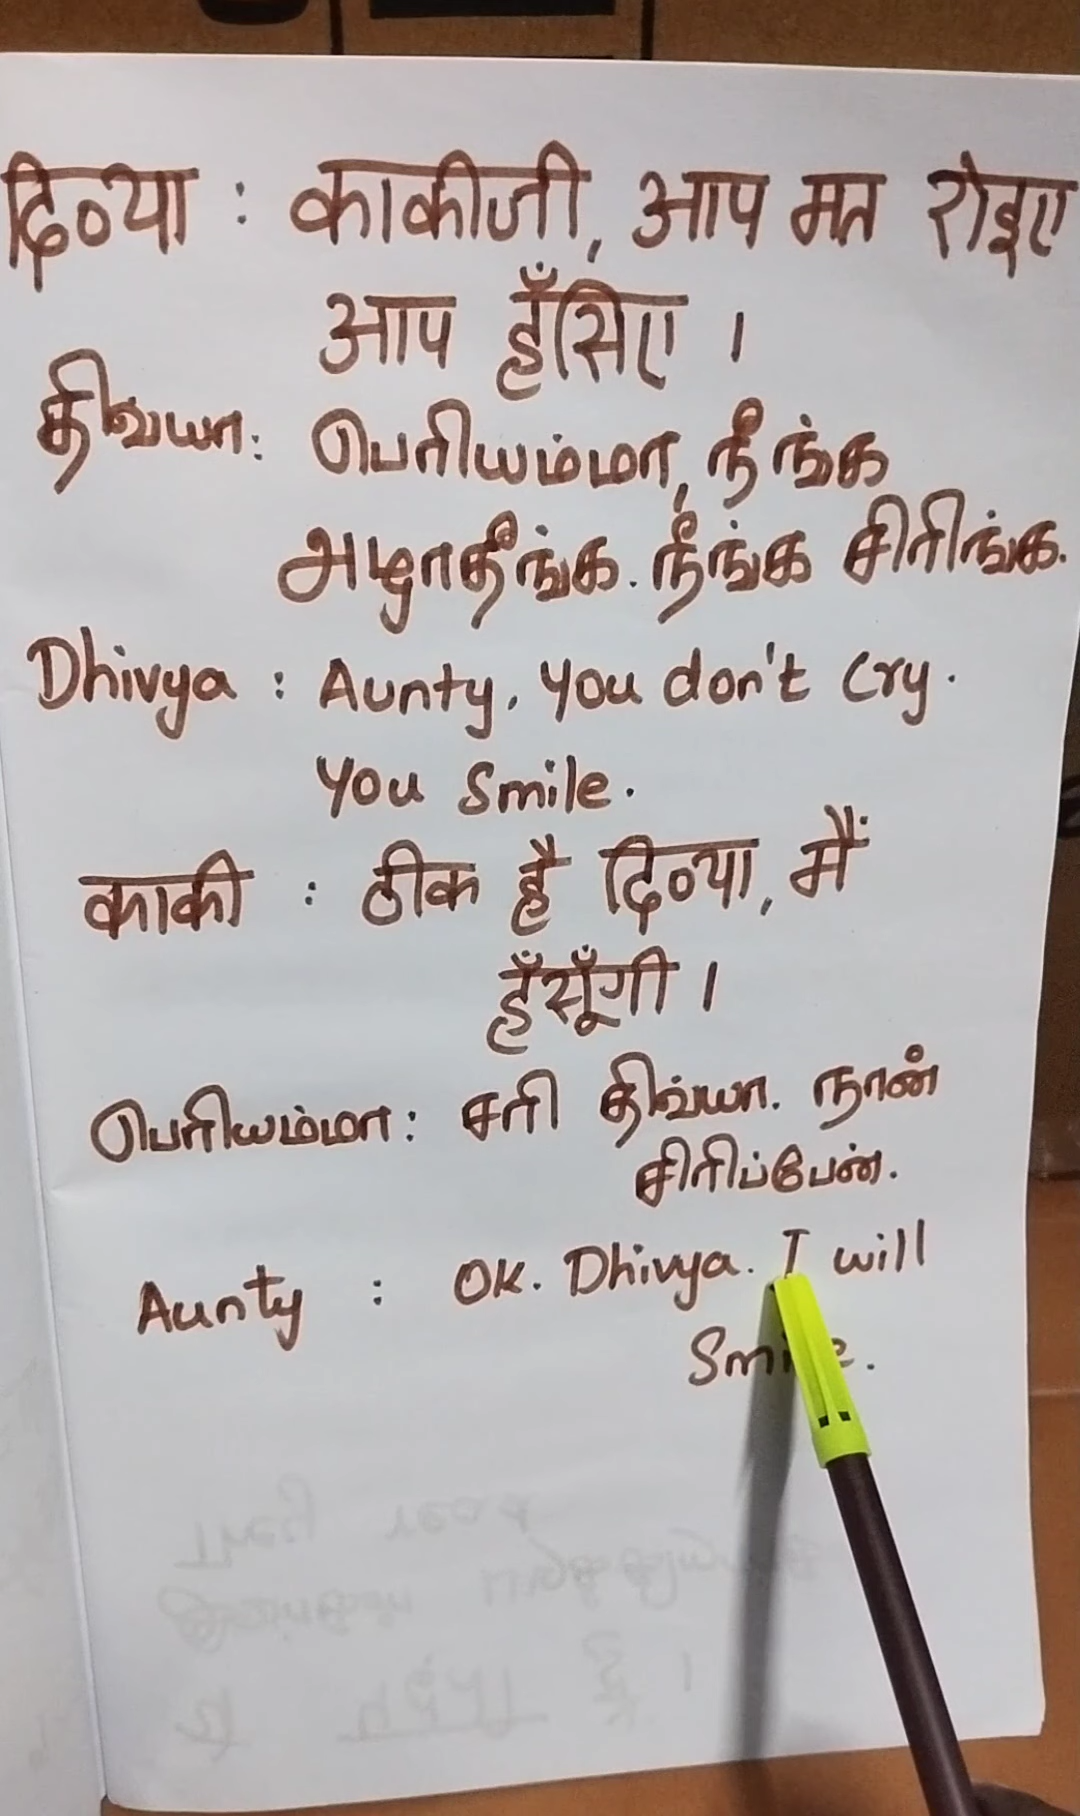 दिव्या : काकीजी, आप मत रोइए
आप हँसिए ।
திவ்யா: பெரியம்மா, நீங்க
அழாதீங்க. நீங்க சிரிங்க.
Dhivya : Aunty, You don't cry.
You smile.
काकी : ठीक है दिव्या, मैं
हँसूँगी ।
பெரியம்மா: சரி திவ்யா. நான்
சிரிப்பேன்.
Aunty : OK. Dhivya. I will
Smile.